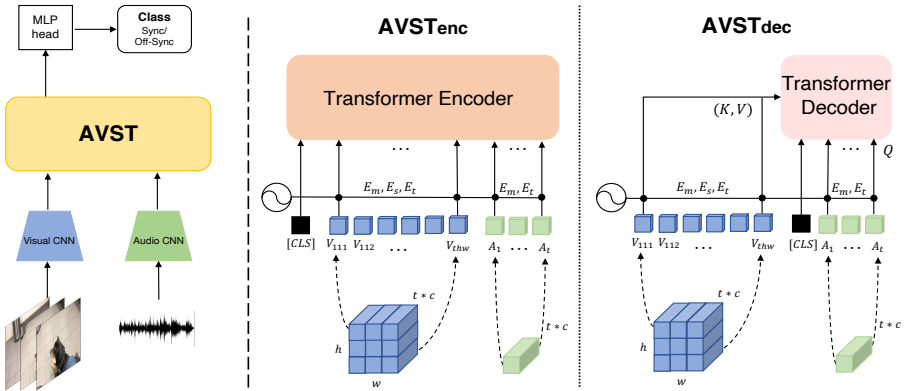 MLP
head
Class
Sync/
Off-Sync
AVST
Visual CNN
Audio CNN
AVSTenc
Transformer Encoder
...
...
E_m, E_s, E_t
E_m, E_t
[CLS]
V_111
V_112
...
V_thw
A_1
...
A_t
t * c
h
w
t * c
AVSTdec
Transformer
Decoder
(K, V)
...
...
Q
E_m, E_s, E_t
E_m, E_t
V_111
V_112
...
V_thw
[CLS]
A_1
...
A_t
t * c
h
w
t * c